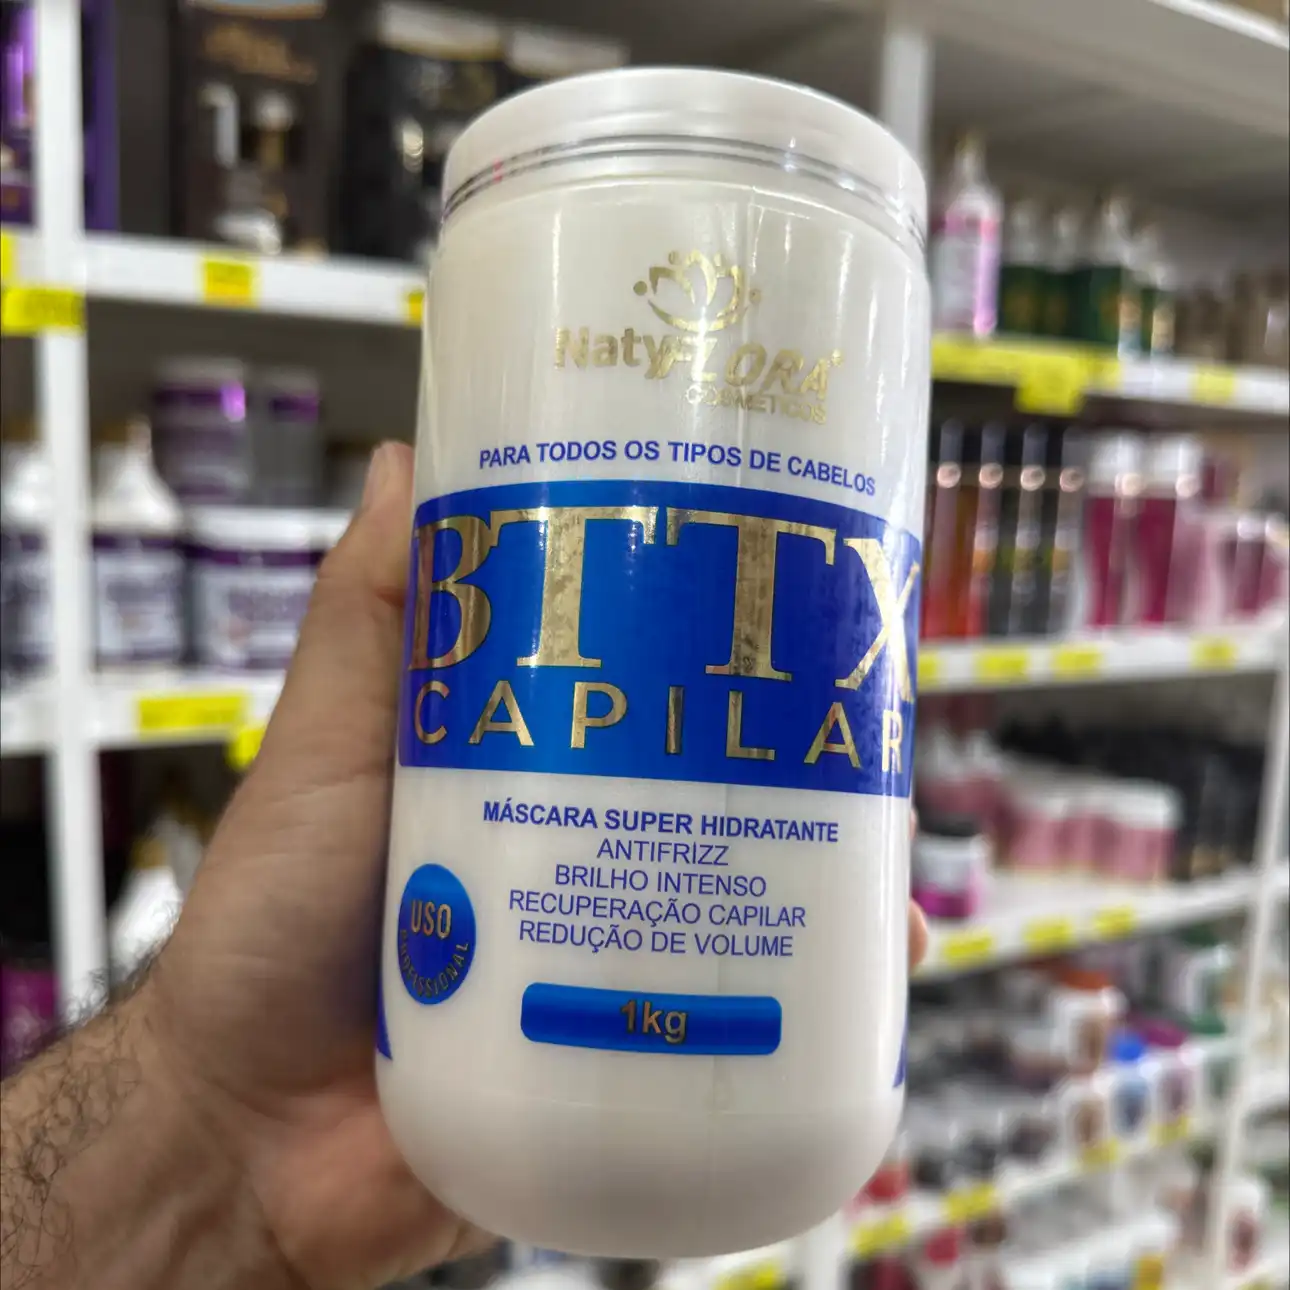 NatyFLORA
COSMÉTICOS
PARA TODOS OS TIPOS DE CABELOS
BTTX
CAPILAR
MÁSCARA SUPER HIDRATANTE
ANTIFRIZZ
BRILHO INTENSO
RECUPERAÇÃO CAPILAR
REDUÇÃO DE VOLUME
USO
PROFISSIONAL
1kg